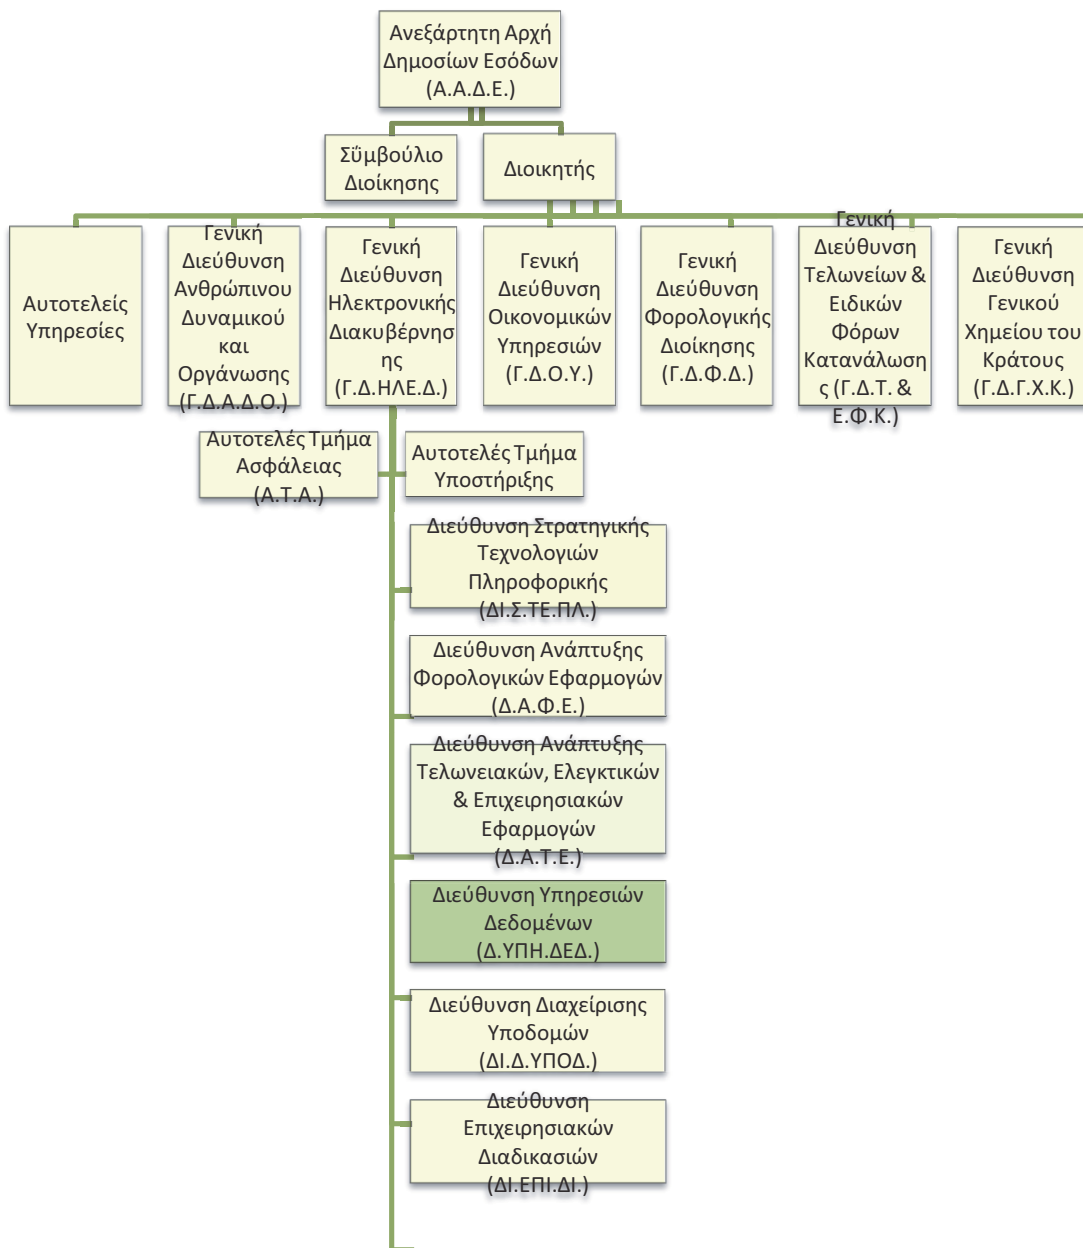 Ανεξάρτητη Αρχή
Δημοσίων Εσόδων
(Α.Α.Δ.Ε.)
Σΰμβούλιο
Διοίκησης
Διοικητής
Αυτοτελείς
Υπηρεσίες
Γενική
Διεύθυνση
Ανθρώπινου
Δυναμικού
και
Οργάνωσης
(Γ.Δ.Α.Δ.Ο.)
Γενική
Διεύθυνση
Ηλεκτρονικής
Διακυβέρνησ
ης
(Γ.Δ.ΗΛΕ.Δ.)
Γενική
Διεύθυνση
Οικονομικών
Υπηρεσιών
(Γ.Δ.Ο.Υ.)
Γενική
Διεύθυνση
Φορολογικής
Διοίκησης
(Γ.Δ.Φ.Δ.)
Γενική
Διεύθυνση
Τελωνείων &
Ειδικών
Φόρων
Κατανάλωση
ς (Γ.Δ.Τ. &
Ε.Φ.Κ.)
Γενική
Διεύθυνση
Γενικού
Χημείου του
Κράτους
(Γ.Δ.Γ.Χ.Κ.)
Αυτοτελές Τμήμα
Ασφάλειας
(Α.Τ.Α.)
Αυτοτελές Τμήμα
Υποστήριξης
Διεύθυνση Στρατηγικής
Τεχνολογιών
Πληροφορικής
(ΔΙ.Σ.ΤΕ.ΠΛ.)
Διεύθυνση Ανάπτυξης
Φορολογικών Εφαρμογών
(Δ.Α.Φ.Ε.)
Διεύθυνση Ανάπτυξης
Τελωνειακών, Ελεγκτικών
& Επιχειρησιακών
Εφαρμογών
(Δ.Α.Τ.Ε.)
Διεύθυνση Υπηρεσιών
Δεδομένων
(Δ.ΥΠΗ.ΔΕΔ.)
Διεύθυνση Διαχείρισης
Υποδομών
(ΔΙ.Δ.ΥΠΟΔ.)
Διεύθυνση
Επιχειρησιακών
Διαδικασιών
(ΔΙ.ΕΠΙ.ΔΙ.)